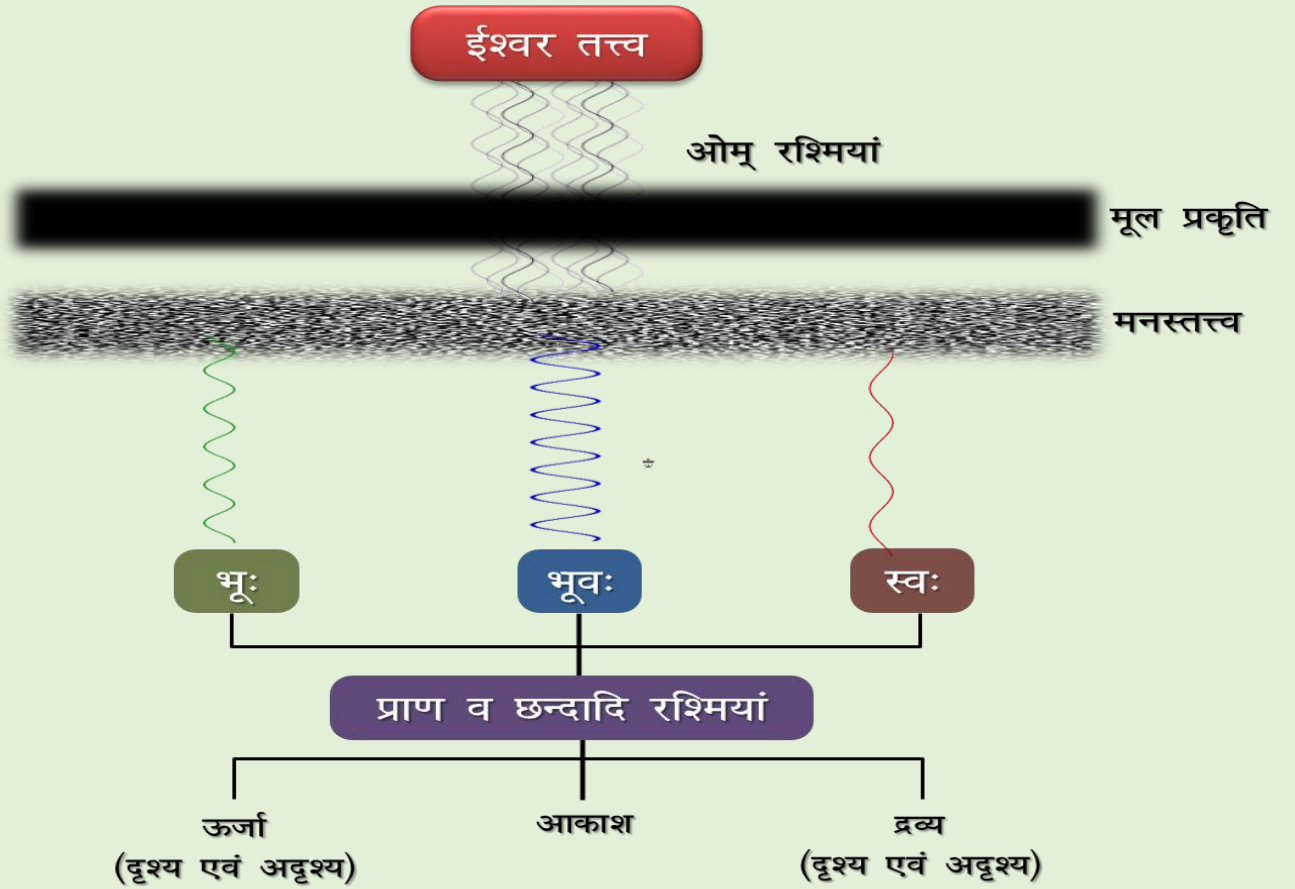 ईश्वर तत्त्व
ओम् रश्मियां
मूल प्रकृति
मनस्तत्त्व
भूः
भूवः
स्वः
प्राण व छन्दादि रश्मियां
ऊर्जा
(दृश्य एवं अदृश्य)
आकाश
द्रव्य
(दृश्य एवं अदृश्य)